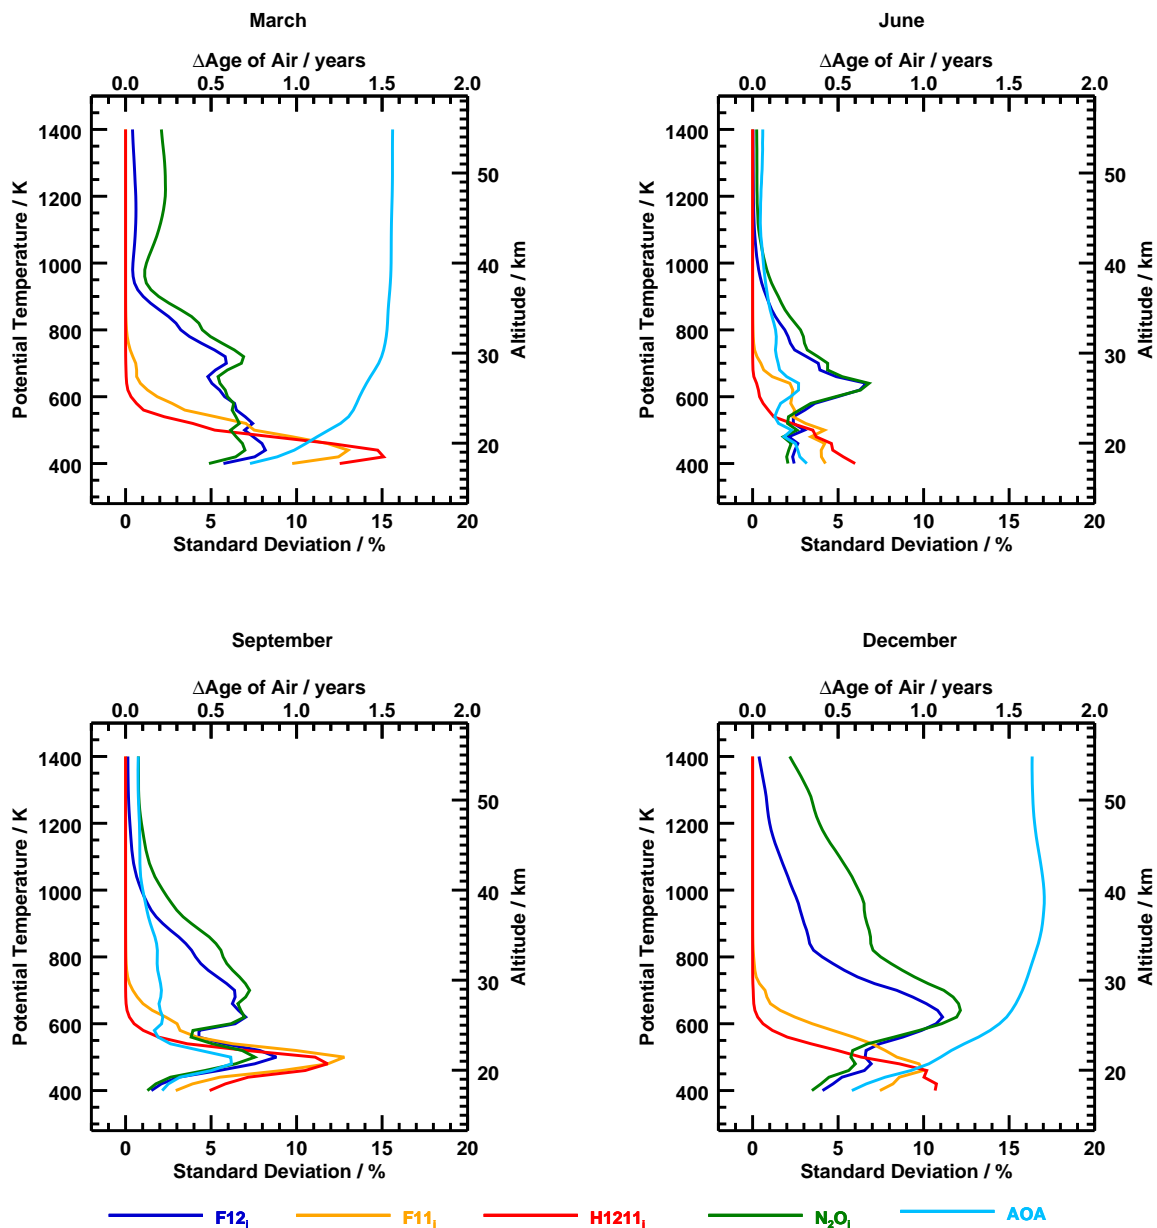 March
ΔAge of Air / years
0.0 0.5 1.0 1.5 2.0
1400
1200
1000
800
600
400
Potential Temperature / K
50
40
30
20
Altitude / km
0 5 10 15 20
Standard Deviation / %
June
ΔAge of Air / years
0.0 0.5 1.0 1.5 2.0
1400
1200
1000
800
600
400
Potential Temperature / K
50
40
30
20
Altitude / km
0 5 10 15 20
Standard Deviation / %
September
ΔAge of Air / years
0.0 0.5 1.0 1.5 2.0
1400
1200
1000
800
600
400
Potential Temperature / K
50
40
30
20
Altitude / km
0 5 10 15 20
Standard Deviation / %
December
ΔAge of Air / years
0.0 0.5 1.0 1.5 2.0
1400
1200
1000
800
600
400
Potential Temperature / K
50
40
30
20
Altitude / km
0 5 10 15 20
Standard Deviation / %
F12ᵢ F11ᵢ H1211ᵢ N₂Oᵢ AOA